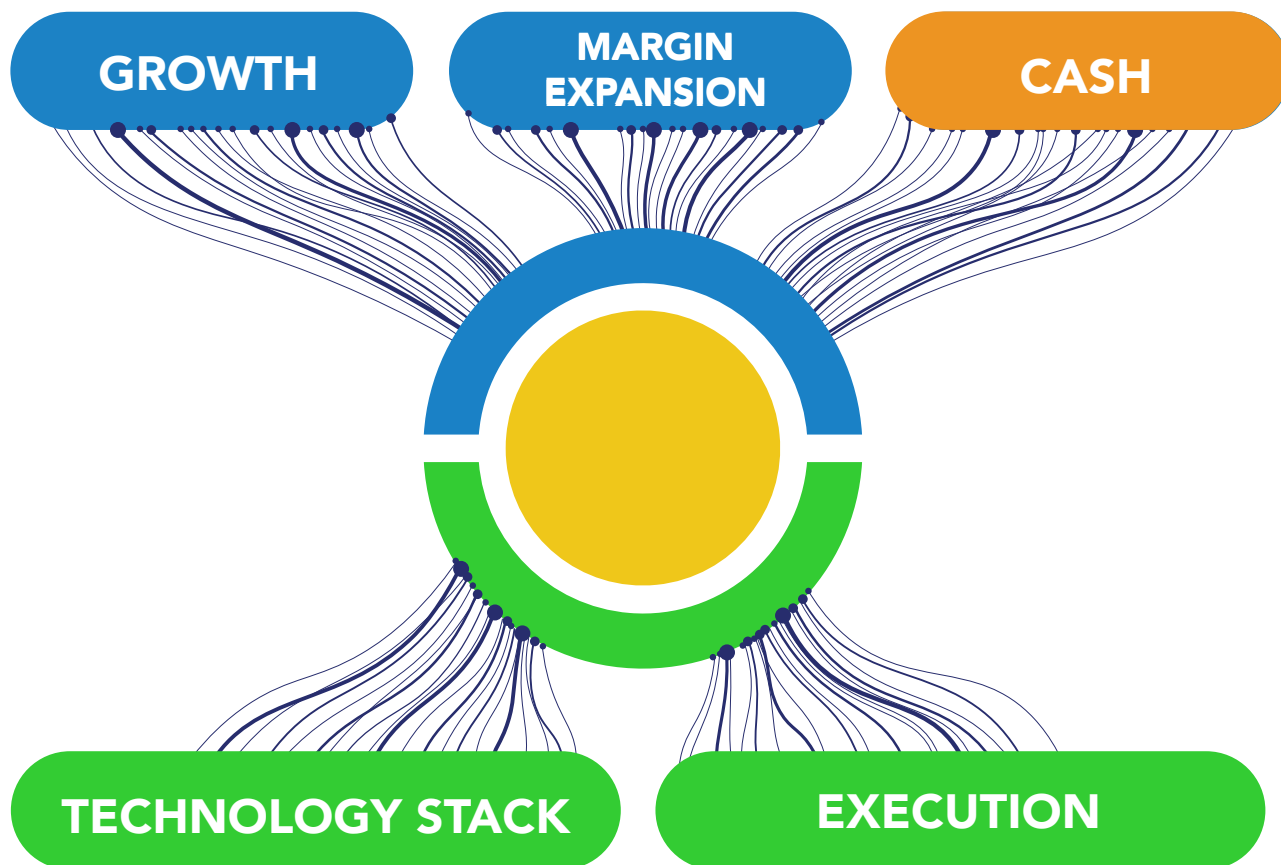 GROWTH
MARGIN
EXPANSION
CASH
TECHNOLOGY STACK
EXECUTION